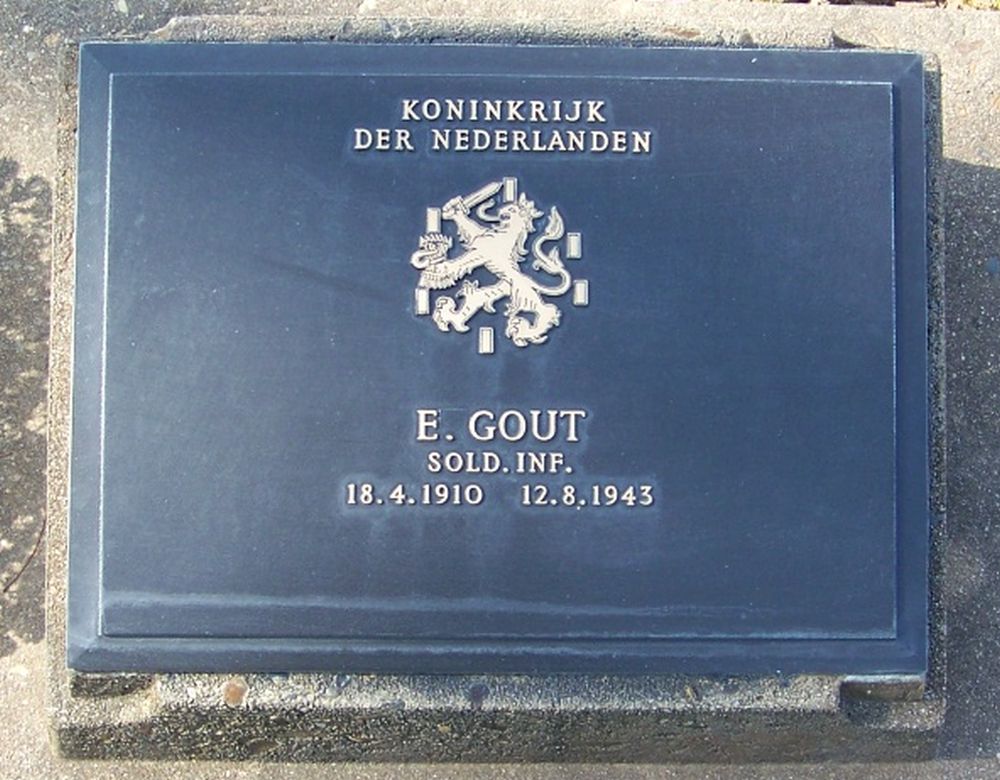 KONINKRIJK
DER NEDERLANDEN
E. GOUT
SOLD. INF.
18.4.1910 12.8.1943